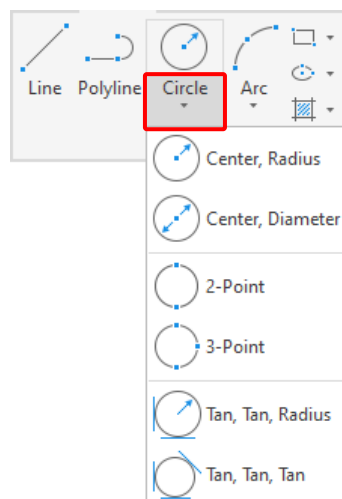 Line Polyline Circle Arc
Center, Radius
Center, Diameter
2-Point
3-Point
Tan, Tan, Radius
Tan, Tan, Tan